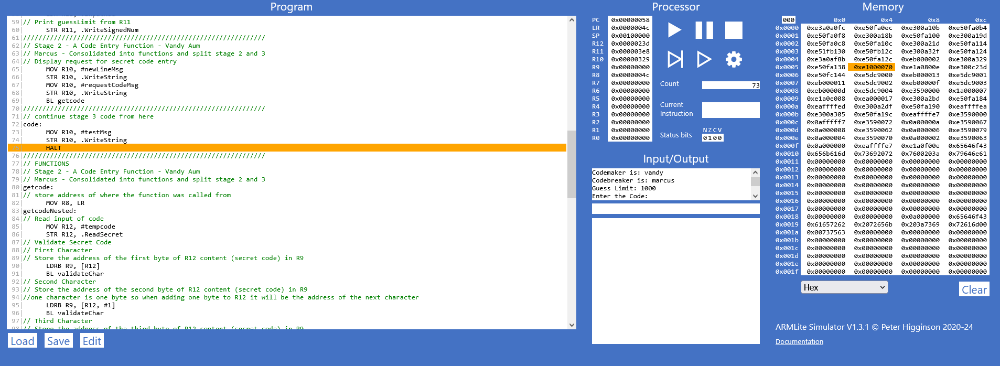 Program
59| // Print guessLimit from R11
60| STR R11, .WriteSignedNum
61| //////////////////////////////////////////////////////////////
62| // Stage 2 - A Code Entry Function - Vandy Aum
63| // Marcus - Consolidated into functions and split stage 2 and 3
64| // Display request for secret code entry
65| MOV R10, #newLineMsg
66| STR R10, .WriteString
67| MOV R10, #requestCodeMsg
68| STR R10, .WriteString
69| BL getcode
70| //////////////////////////////////////////////////////////////
71| // continue stage 3 code from here
72| code:
73| MOV R10, #testMsg
74| STR R10, .WriteString
HALT
76| //////////////////////////////////////////////////////////////
77| // FUNCTIONS
78| // Stage 2 - A Code Entry Function - Vandy Aum
79| // Marcus - Consolidated into functions and split stage 2 and 3
80| getcode:
81| // store address of where the function was called from
82| MOV R8, LR
83| getcodeNested:
84| // Read input of code
85| MOV R12, #tempcode
86| STR R12, .ReadSecret
87| // Validate Secret Code
88| // First Character
89| // Store the address of the first byte of R12 content (secret code) in R9
90| LDRB R9, [R12]
91| BL validateChar
92| // Second Character
93| // Store the address of the second byte of R12 content (secret code) in R9
94| //one character is one byte so when adding one byte to R12 it will be the address of the next character
95| LDRB R9, [R12, #1]
96| BL validateChar
97| // Third Character
98| // Store the address of the third byte of R12 content (secret code) in R9
Load Save Edit
Processor
PC 0x00000058
LR 0x0000004c
SP 0x00100000
R12 0x0000023d
R11 0x000003e8
R10 0x00000329
R9 0x00000000
R8 0x0000004c
R7 0x00000000
R6 0x00000000
R5 0x00000000
R4 0x00000000
R3 0x00000000
R2 0x00000000
R1 0x00000000
R0 0x00000000
Count 73
Current
Instruction
Status bits NZCV
0100
Input/Output
Codemaker is: vandy
Codebreaker is: marcus
Guess Limit: 1000
Enter the Code:
Memory
000 0x0 0x4 0x8 0xc
0x0000 0xe3a0a0fc 0xe50fa0ec 0xe300a10b 0xe50fa0b4
0x0001 0xe50fa0f8 0xe300a18b 0xe50fa100 0xe300a19d
0x0002 0xe50fa0c8 0xe50fa10c 0xe300a21d 0xe50fa114
0x0003 0xe51fb130 0xe50fb12c 0xe300a32f 0xe50fa124
0x0004 0xe3a0af8b 0xe50fa12c 0xeb000002 0xe300a329
0x0005 0xe50fa138 0xe1000070 0xe1a0800e 0xe300c23d
0x0006 0xe50fc144 0xe5dc9000 0xeb000013 0xe5dc9001
0x0007 0xeb000011 0xe5dc9002 0xeb00000f 0xe5dc9003
0x0008 0xeb00000d 0xe5dc9004 0xe3590000 0x1a000007
0x0009 0xe1a0e008 0xea000017 0xe300a2bd 0xe50fa184
0x000a 0xeaffffed 0xe300a2df 0xe50fa190 0xeaffffea
0x000b 0xe300a305 0xe50fa19c 0xeaffffe7 0xe3590000
0x000c 0x0afffff7 0xe3590072 0x0a00000a 0xe3590067
0x000d 0x0a000008 0xe3590062 0x0a000006 0xe3590079
0x000e 0x0a000004 0xe3590070 0x0a000002 0xe3590063
0x000f 0x0a000000 0xeaffffe7 0xe1a0f00e 0x65646f43
0x0010 0x656b616d 0x73692072 0x7600203a 0x79646e61
0x0011 0x00000000 0x00000000 0x00000000 0x00000000
0x0012 0x00000000 0x00000000 0x00000000 0x00000000
0x0013 0x00000000 0x00000000 0x00000000 0x00000000
0x0014 0x00000000 0x00000000 0x00000000 0x00000000
0x0015 0x00000000 0x00000000 0x00000000 0x00000000
0x0016 0x00000000 0x00000000 0x00000000 0x00000000
0x0017 0x00000000 0x00000000 0x00000000 0x00000000
0x0018 0x00000000 0x00000000 0x0a000000 0x65646f43
0x0019 0x61657262 0x2072656b 0x203a7369 0x72616d00
0x001a 0x00737563 0x00000000 0x00000000 0x00000000
0x001b 0x00000000 0x00000000 0x00000000 0x00000000
0x001c 0x00000000 0x00000000 0x00000000 0x00000000
0x001d 0x00000000 0x00000000 0x00000000 0x00000000
0x001e 0x00000000 0x00000000 0x00000000 0x00000000
0x001f 0x00000000 0x00000000 0x00000000 0x00000000
Hex
Clear
ARMLite Simulator V1.3.1 © Peter Higginson 2020-24
Documentation